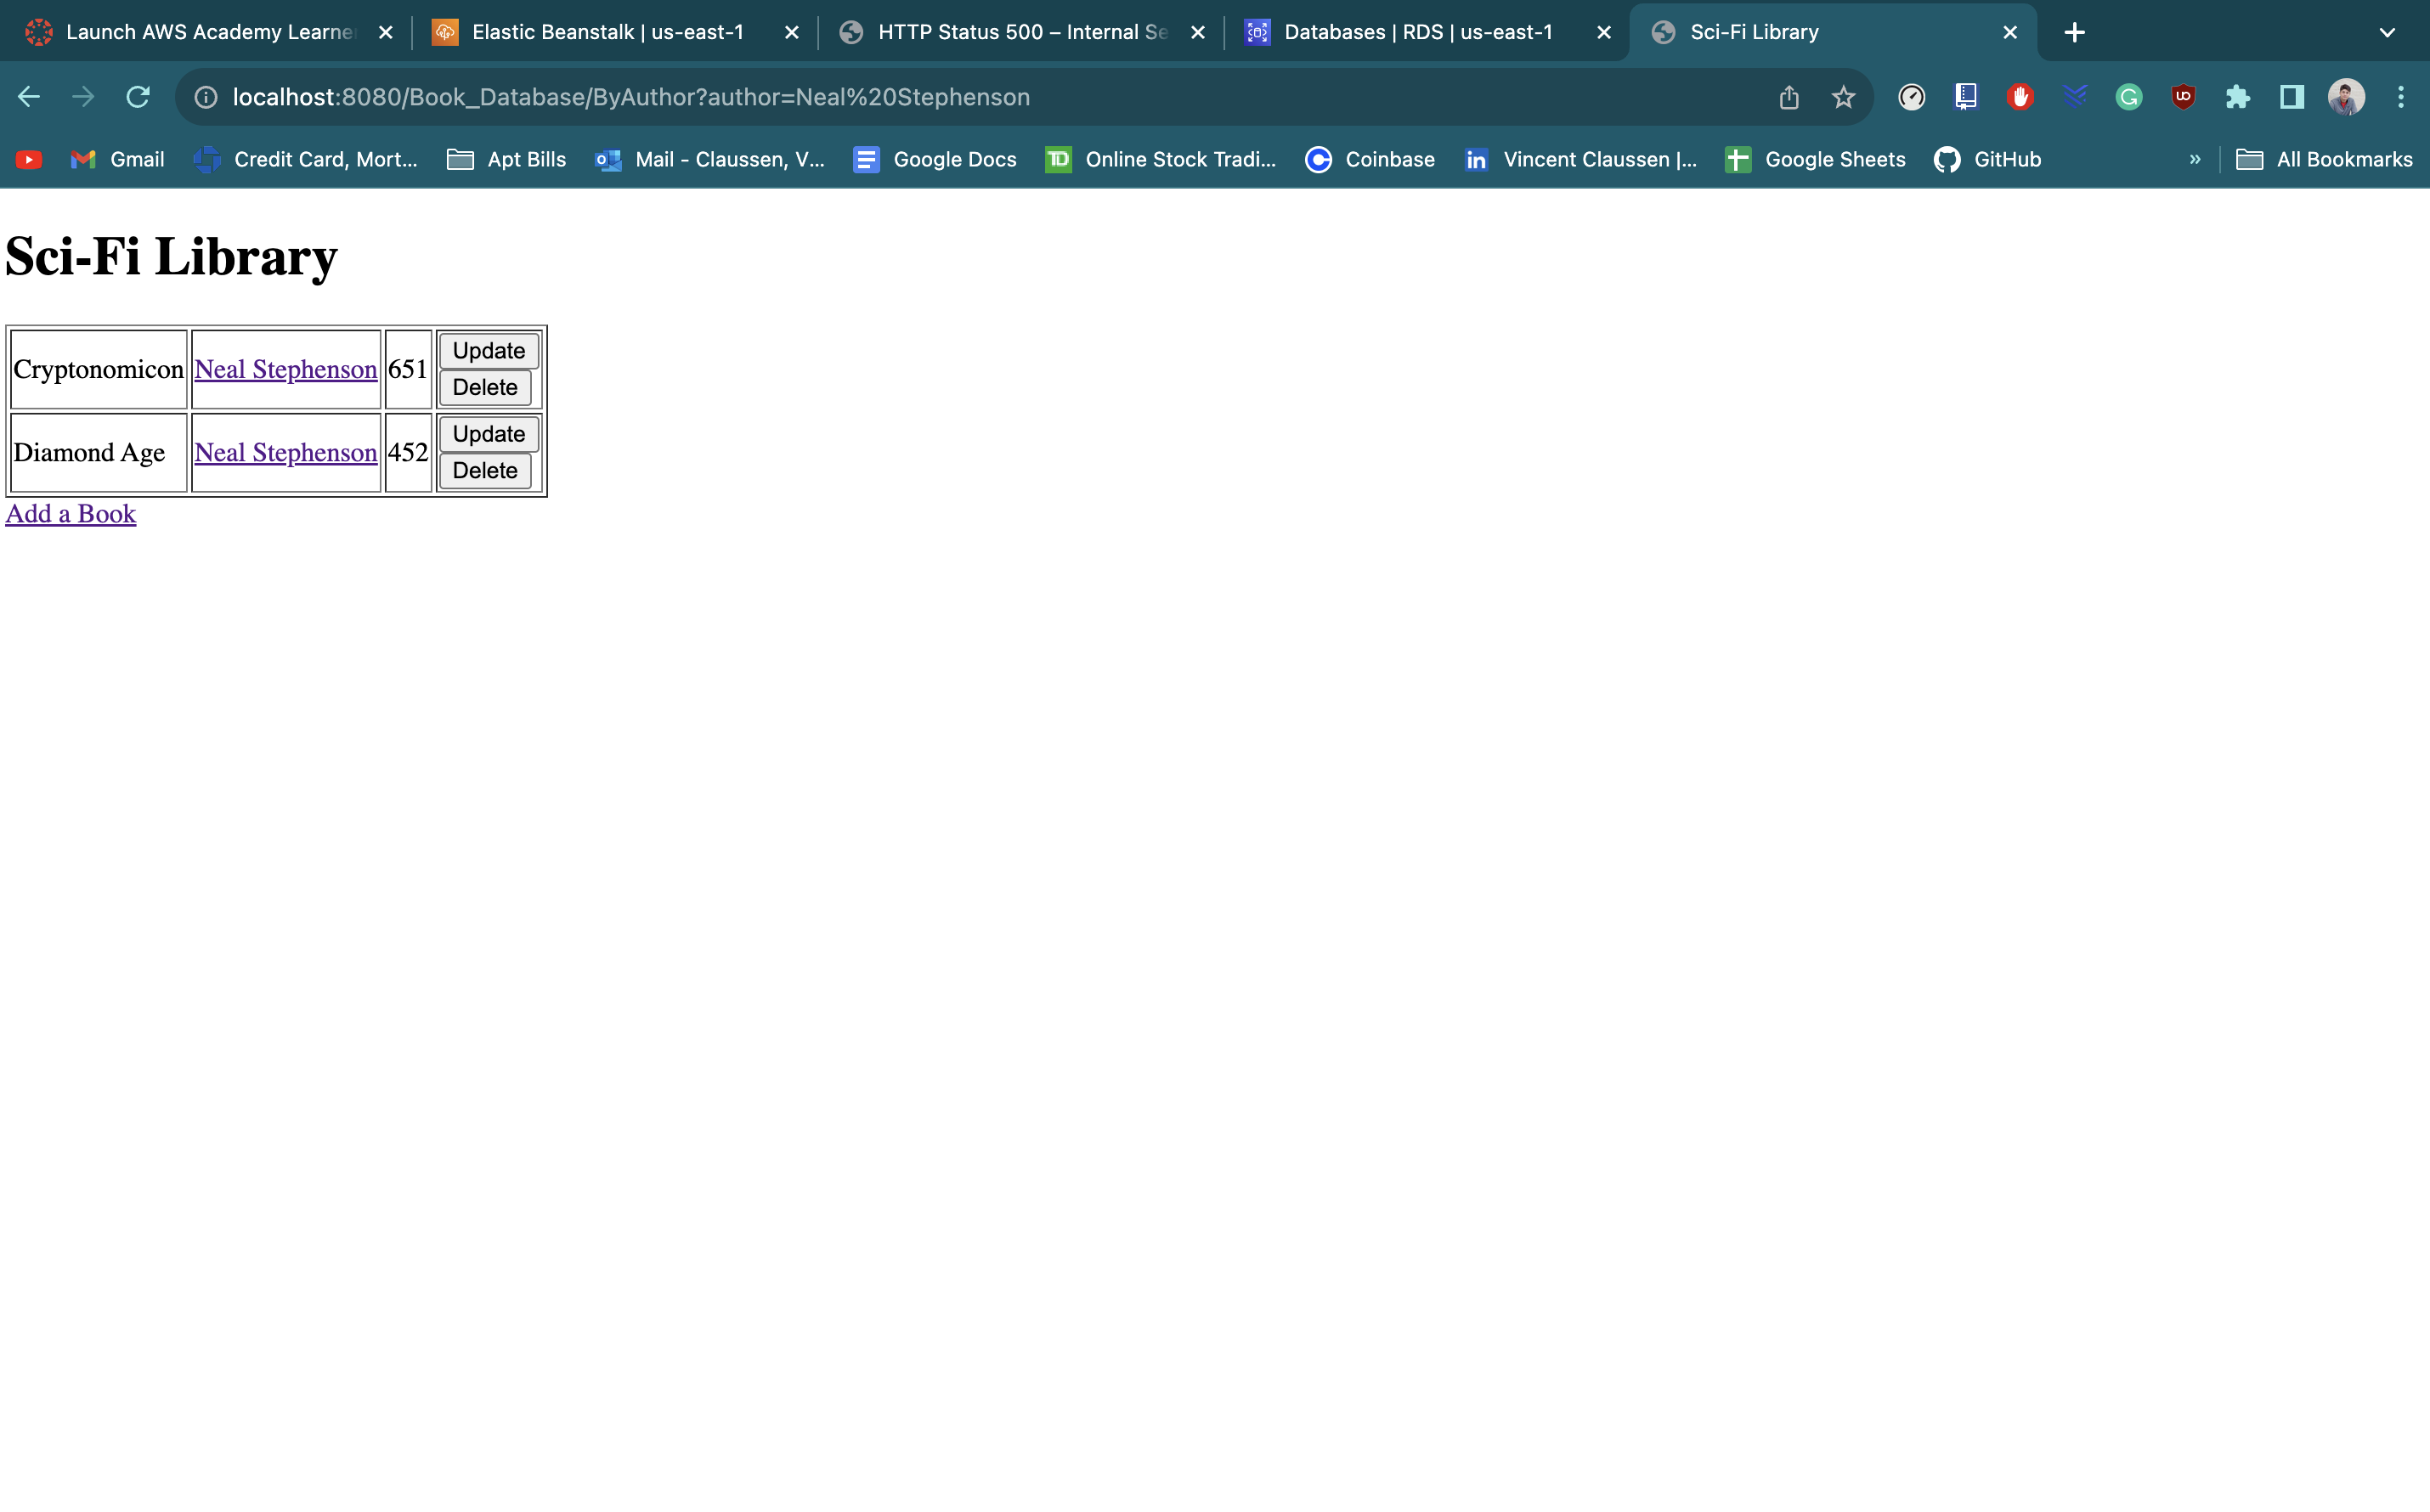 Launch AWS Academy Learne
Elastic Beanstalk | us-east-1
HTTP Status 500 – Internal Se
Databases | RDS | us-east-1
Sci-Fi Library
localhost:8080/Book_Database/ByAuthor?author=Neal%20Stephenson
Gmail
Credit Card, Mort...
Apt Bills
Mail - Claussen, V...
Google Docs
TD Online Stock Tradi...
Coinbase
in Vincent Claussen |...
Google Sheets
GitHub
»
All Bookmarks
Sci-Fi Library
Cryptonomicon Neal Stephenson 651 Update
Delete
Diamond Age Neal Stephenson 452 Update
Delete
Add a Book